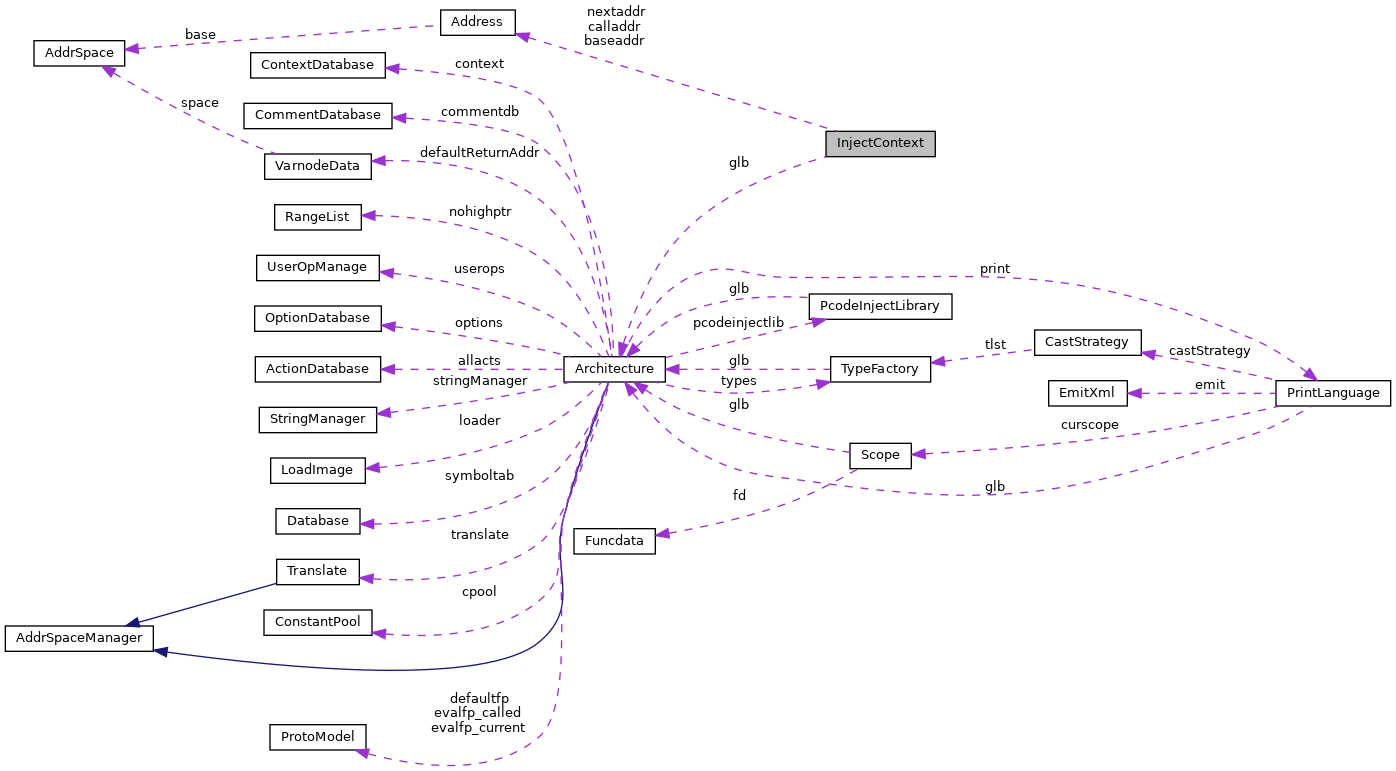 Address
nextaddr
calladdr
baseaddr
base
AddrSpace
ContextDatabase
context
space
CommentDatabase
commentdb
InjectContext
defaultReturnAddr
VarnodeData
glb
nohighptr
RangeList
UserOpManage
userops
print
glb
PcodeInjectLibrary
OptionDatabase
options
pcodeinjectlib
CastStrategy
tlst
castStrategy
allacts
ActionDatabase
Architecture
glb
TypeFactory
stringManager
types
emit
EmitXml
PrintLanguage
glb
StringManager
loader
curscope
Scope
LoadImage
symboltab
glb
fd
Database
translate
Funcdata
Translate
cpool
ConstantPool
AddrSpaceManager
defaultfp
evalfp_called
evalfp_current
ProtoModel